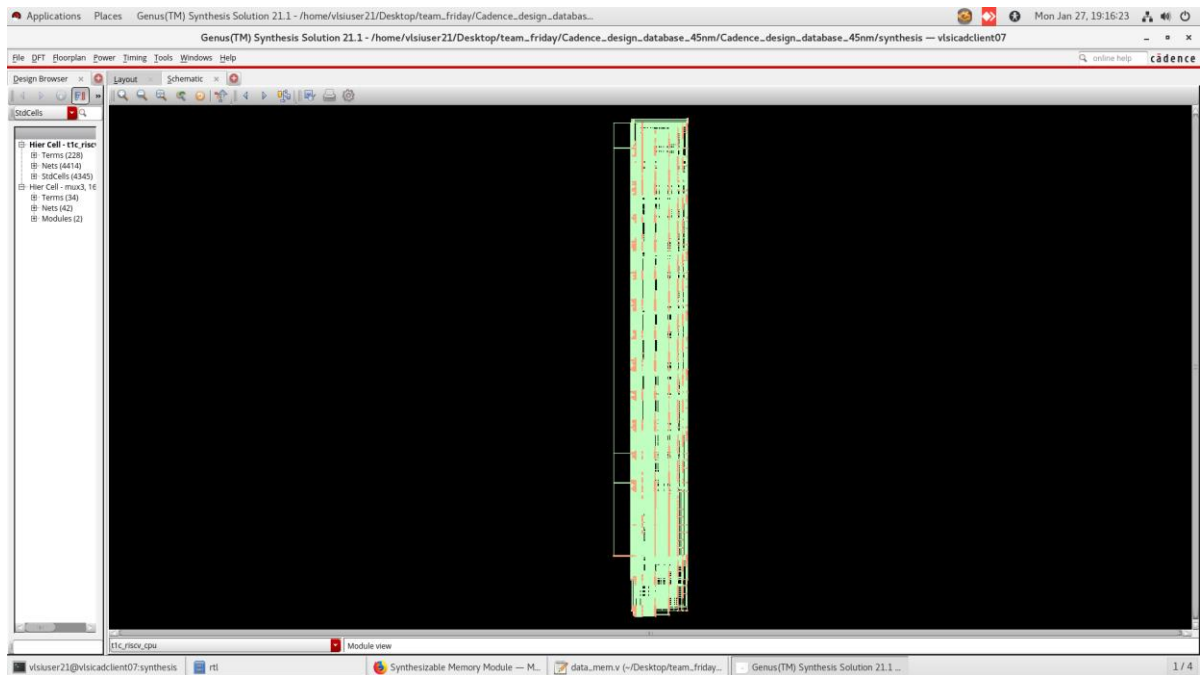 Applications Places Genus(TM) Synthesis Solution 21.1 - /home/vlsiuser21/Desktop/team_friday/Cadence_design_databas... Mon Jan 27, 19:16:23
Genus(TM) Synthesis Solution 21.1 - /home/vlsiuser21/Desktop/team_friday/Cadence_design_database_45nm/Cadence_design_database_45nm/synthesis — vlsicadclient07
File DFT Floorplan Power Timing Tools Windows Help online help cādence
Design Browser Layout Schematic
StdCells
Hier Cell - t1c_riscv
Terms (228)
Nets (4414)
StdCells (4345)
Hier Cell - mux3, 16
Terms (34)
Nets (42)
Modules (2)
t1c_riscv_cpu Module view
vlsiuser21@vlsicadclient07:synthesis rtl Synthesizable Memory Module — M... data_mem.v (~/Desktop/team_friday... Genus(TM) Synthesis Solution 21.1 ... 1 / 4